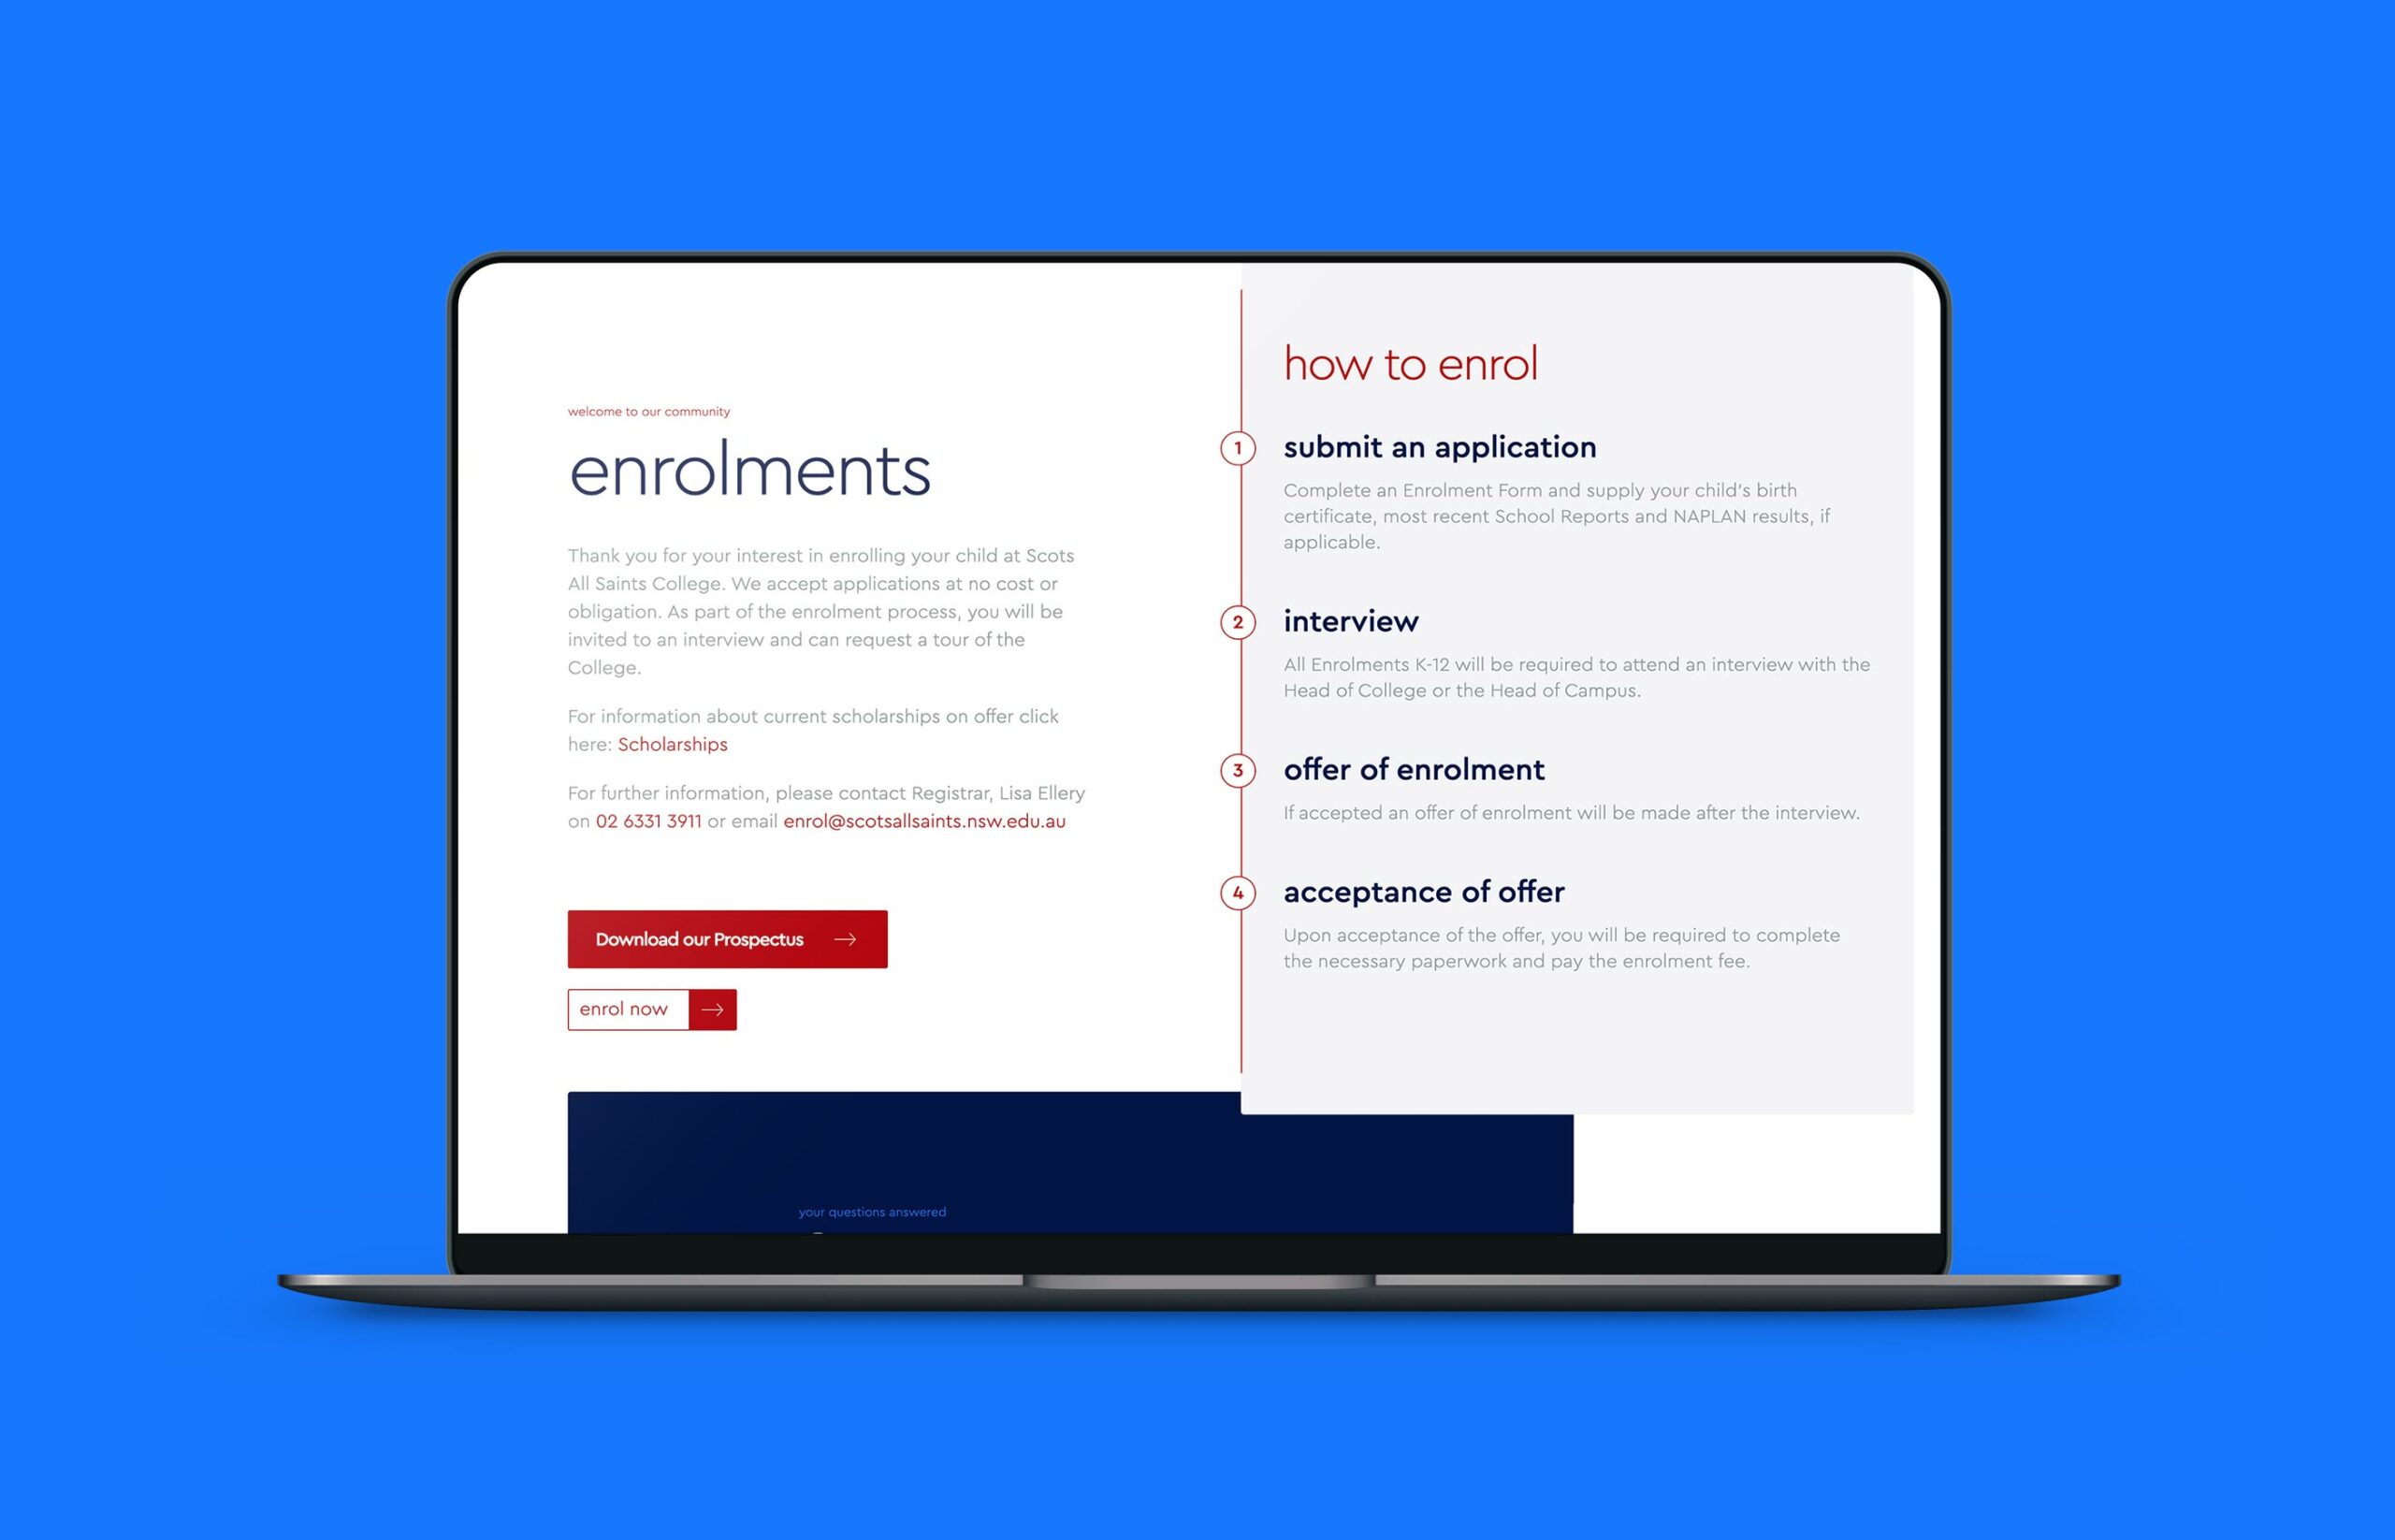 welcome to our community
enrolments
Thank you for your interest in enrolling your child at Scots
All Saints College. We accept applications at no cost or
obligation. As part of the enrolment process, you will be
invited to an interview and can request a tour of the
College.
For information about current scholarships on offer click
here: Scholarships
For further information, please contact Registrar, Lisa Ellery
on 02 6331 3911 or email enrol@scotsallsaints.nsw.edu.au
Download our Prospectus →
enrol now →
how to enrol
1 submit an application
Complete an Enrolment Form and supply your child's birth
certificate, most recent School Reports and NAPLAN results, if
applicable.
2 interview
All Enrolments K-12 will be required to attend an interview with the
Head of College or the Head of Campus.
3 offer of enrolment
If accepted an offer of enrolment will be made after the interview.
4 acceptance of offer
Upon acceptance of the offer, you will be required to complete
the necessary paperwork and pay the enrolment fee.
your questions answered